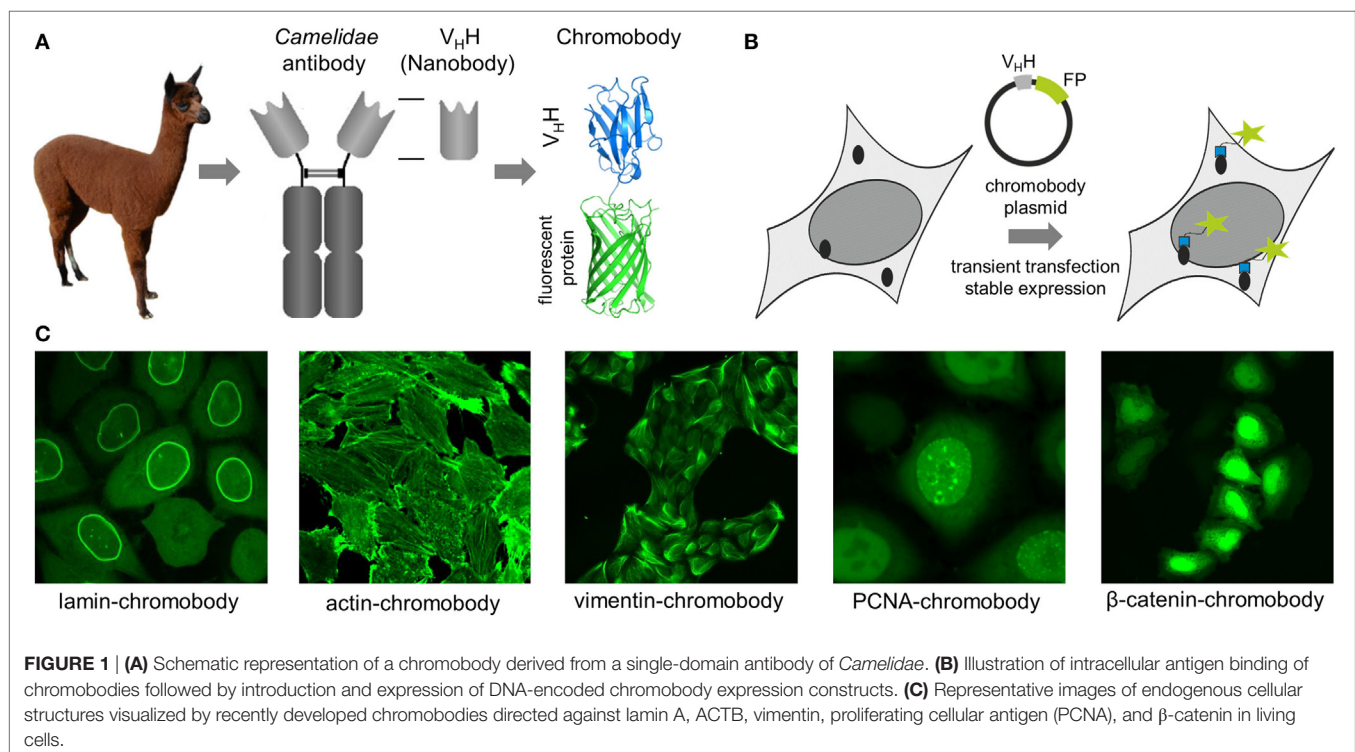 A
Camelidae
antibody
VHH
(Nanobody)
Chromobody
VHH
fluorescent
protein
B
VHH
FP
chromobody
plasmid
transient transfection
stable expression
C
lamin-chromobody
actin-chromobody
vimentin-chromobody
PCNA-chromobody
β-catenin-chromobody
FIGURE 1 | (A) Schematic representation of a chromobody derived from a single-domain antibody of Camelidae. (B) Illustration of intracellular antigen binding of
chromobodies followed by introduction and expression of DNA-encoded chromobody expression constructs. (C) Representative images of endogenous cellular
structures visualized by recently developed chromobodies directed against lamin A, ACTB, vimentin, proliferating cellular antigen (PCNA), and β-catenin in living
cells.